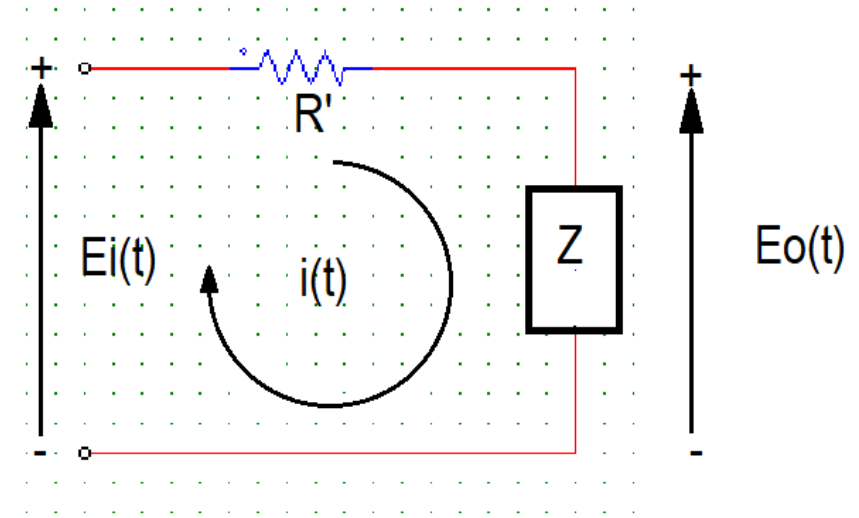 +
+
R'
Ei(t)
i(t)
Z
Eo(t)
-
-